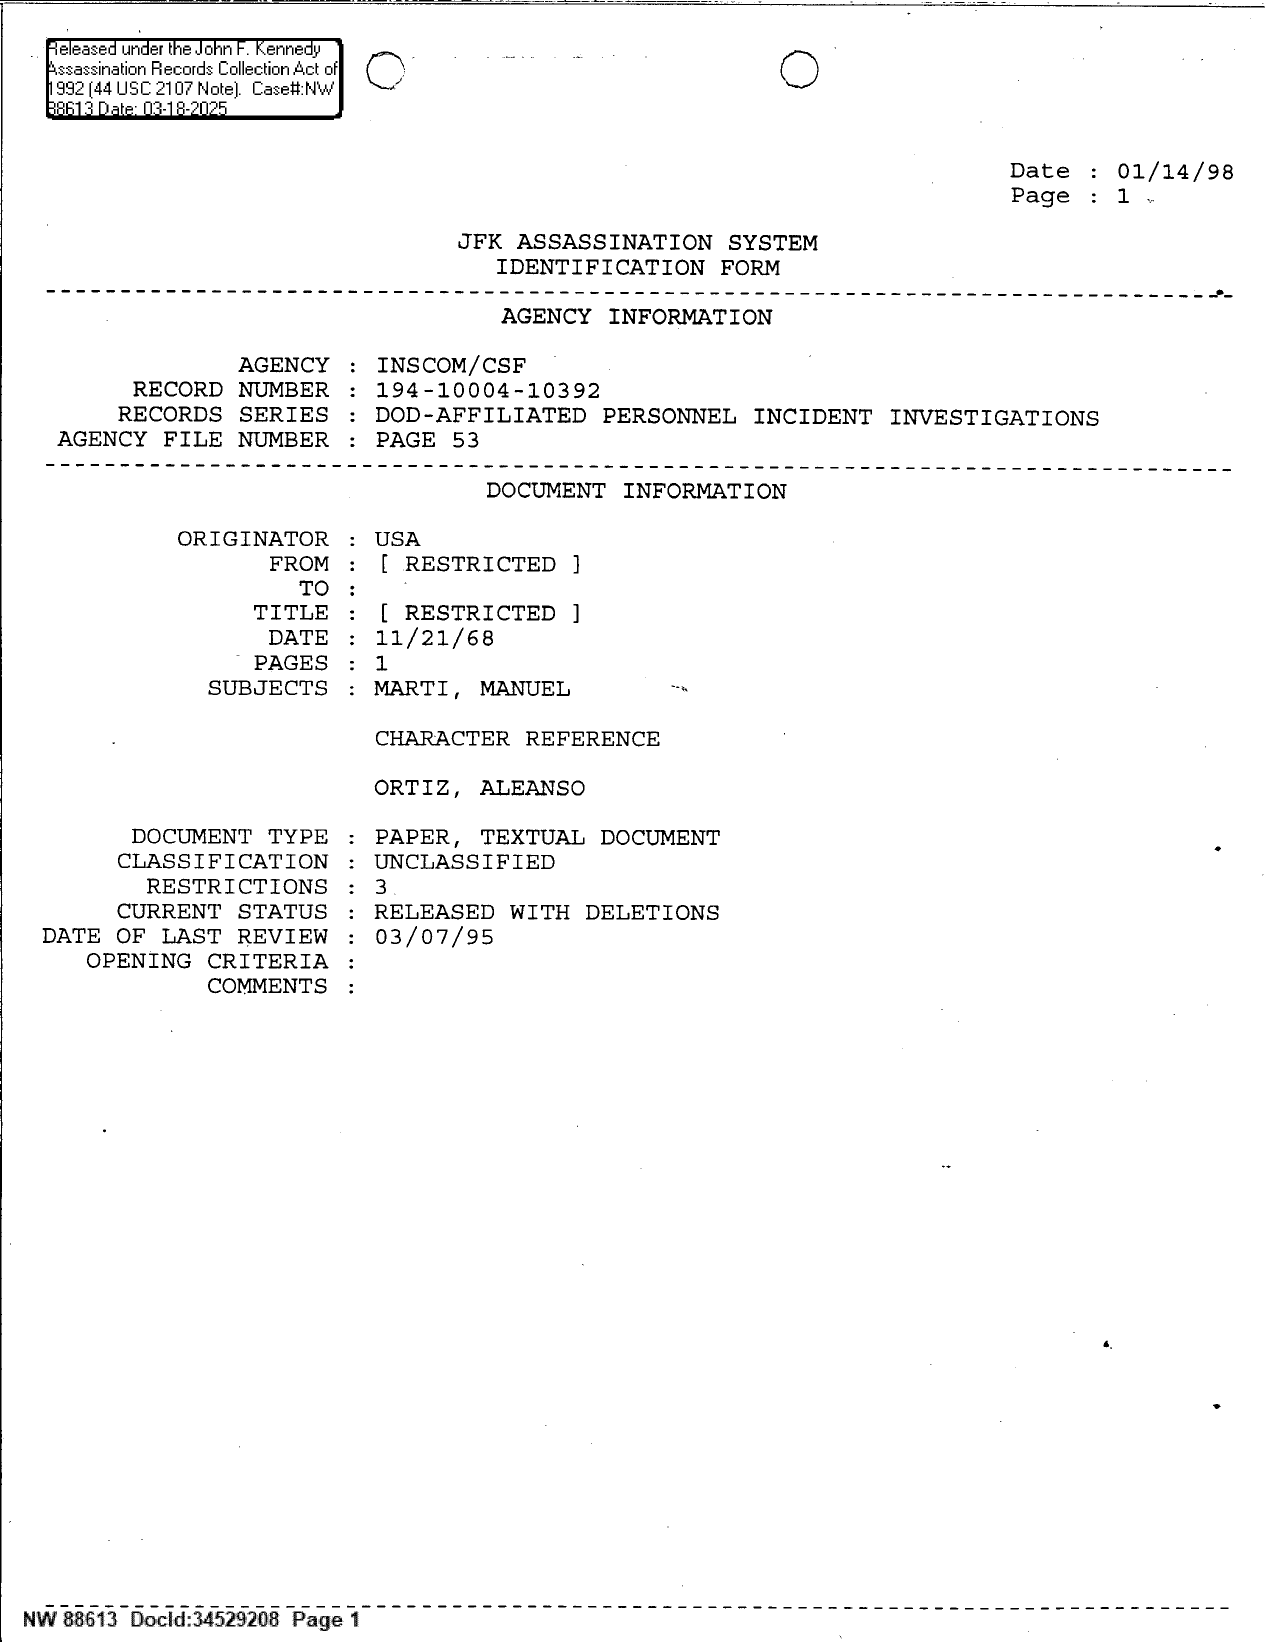 Released under the John F. Kennedy
Assassination Records Collection Act of
1992 (44 USC 2107 Note). Case#:NW
88613 Date: 03-18-2025
Date : 01/14/98
Page : 1
JFK ASSASSINATION SYSTEM
IDENTIFICATION FORM
AGENCY INFORMATION
AGENCY : INSCOM/CSF
RECORD NUMBER : 194-10004-10392
RECORDS SERIES : DOD-AFFILIATED PERSONNEL INCIDENT INVESTIGATIONS
AGENCY FILE NUMBER : PAGE 53
DOCUMENT INFORMATION
ORIGINATOR : USA
FROM : [ RESTRICTED ]
TO :
TITLE : [ RESTRICTED ]
DATE : 11/21/68
PAGES : 1
SUBJECTS : MARTI, MANUEL
CHARACTER REFERENCE
ORTIZ, ALEANSO
DOCUMENT TYPE : PAPER, TEXTUAL DOCUMENT
CLASSIFICATION : UNCLASSIFIED
RESTRICTIONS : 3
CURRENT STATUS : RELEASED WITH DELETIONS
DATE OF LAST REVIEW : 03/07/95
OPENING CRITERIA :
COMMENTS :
NW 88613 DocId:34529208 Page 1